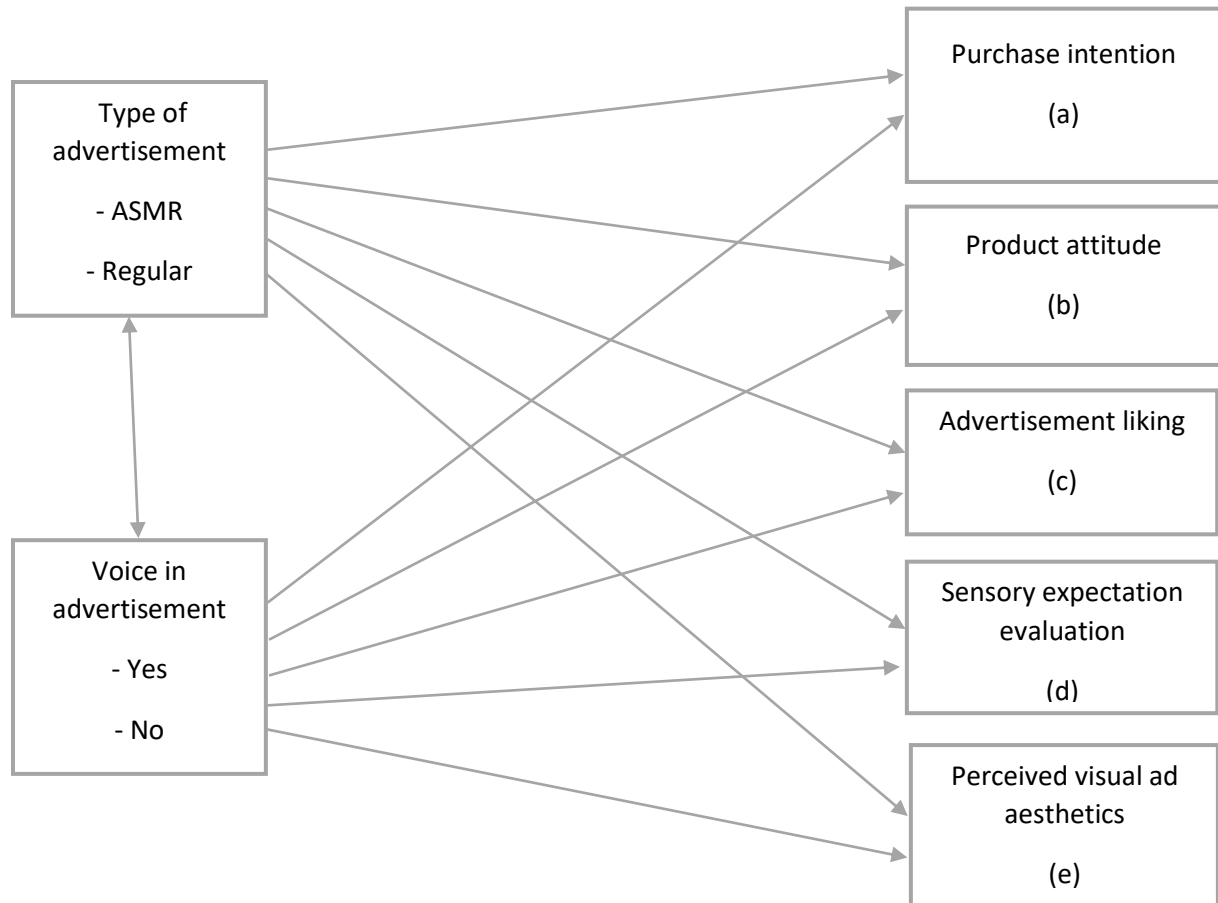 Type of
advertisement
- ASMR
- Regular
Voice in
advertisement
- Yes
- No
Purchase intention
(a)
Product attitude
(b)
Advertisement liking
(c)
Sensory expectation
evaluation
(d)
Perceived visual ad
aesthetics
(e)